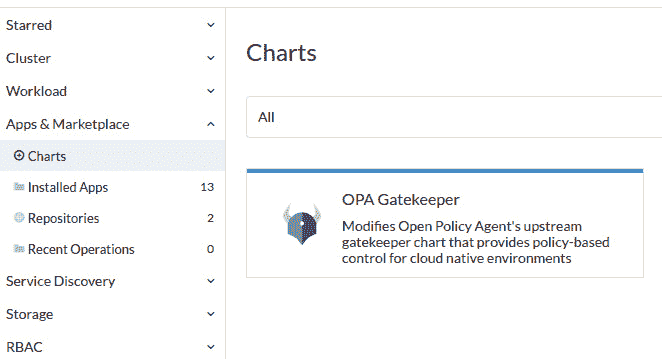 Starred
Cluster
Workload
Apps & Marketplace
Charts
Installed Apps 13
Repositories 2
Recent Operations 0
Service Discovery
Storage
RBAC
Charts
All
OPA Gatekeeper
Modifies Open Policy Agent's upstream
gatekeeper chart that provides policy-based
control for cloud native environments